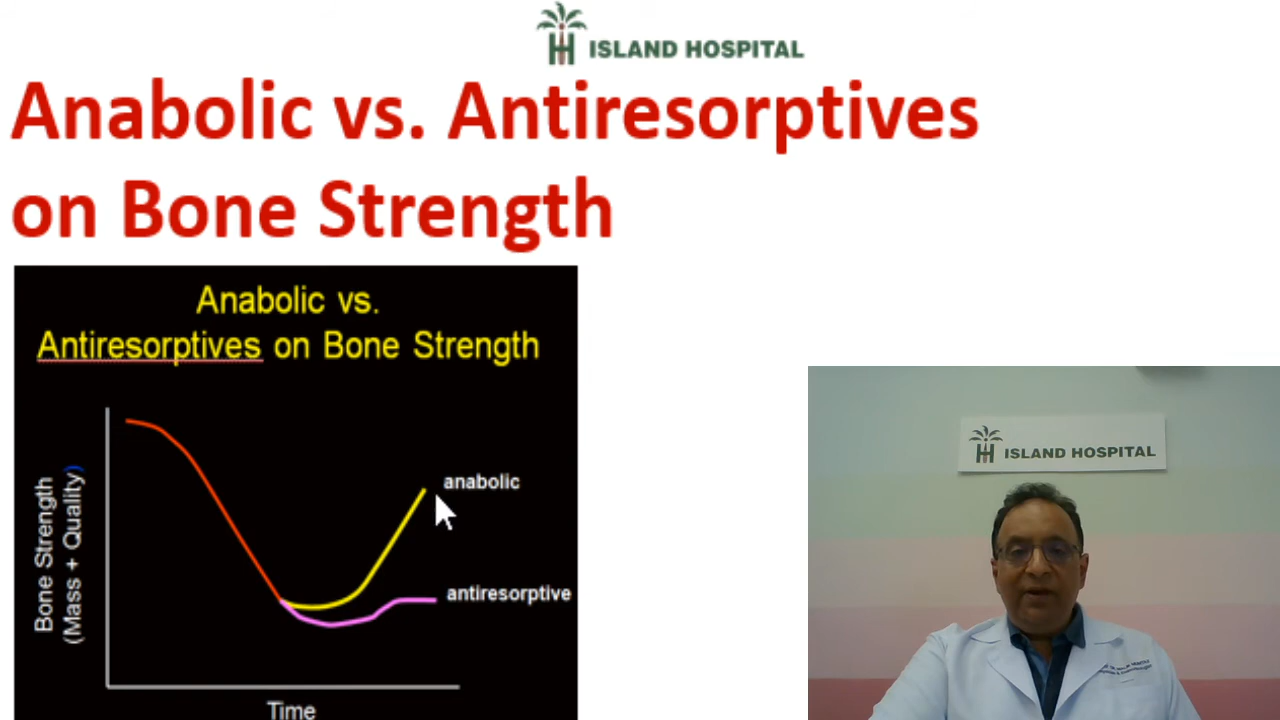 ISLAND HOSPITAL
Anabolic vs. Antiresorptives
on Bone Strength
Anabolic vs.
Antiresorptives on Bone Strength
Bone Strength
(Mass + Quality)
anabolic
antiresorptive
Time
ISLAND HOSPITAL